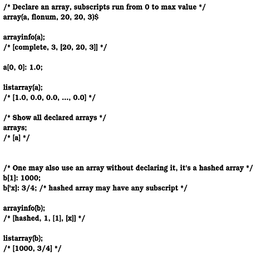 /* Declare an array, subscripts run from 0 to max value */
array(a, flonum, 20, 20, 3)$
arrayinfo(a);
/* [complete, 3, [20, 20, 3]] */
a[0, 0]: 1.0;
listarray(a);
/* [1.0, 0.0, 0.0, ..., 0.0] */
/* Show all declared arrays */
arrays;
/* [a] */
/* One may also use an array without declaring it, it's a hashed array */
b[1]: 1000;
b['x]: 3/4; /* hashed array may have any subscript */
arrayinfo(b);
/* [hashed, 1, [1], [x]] */
listarray(b);
/* [1000, 3/4] */